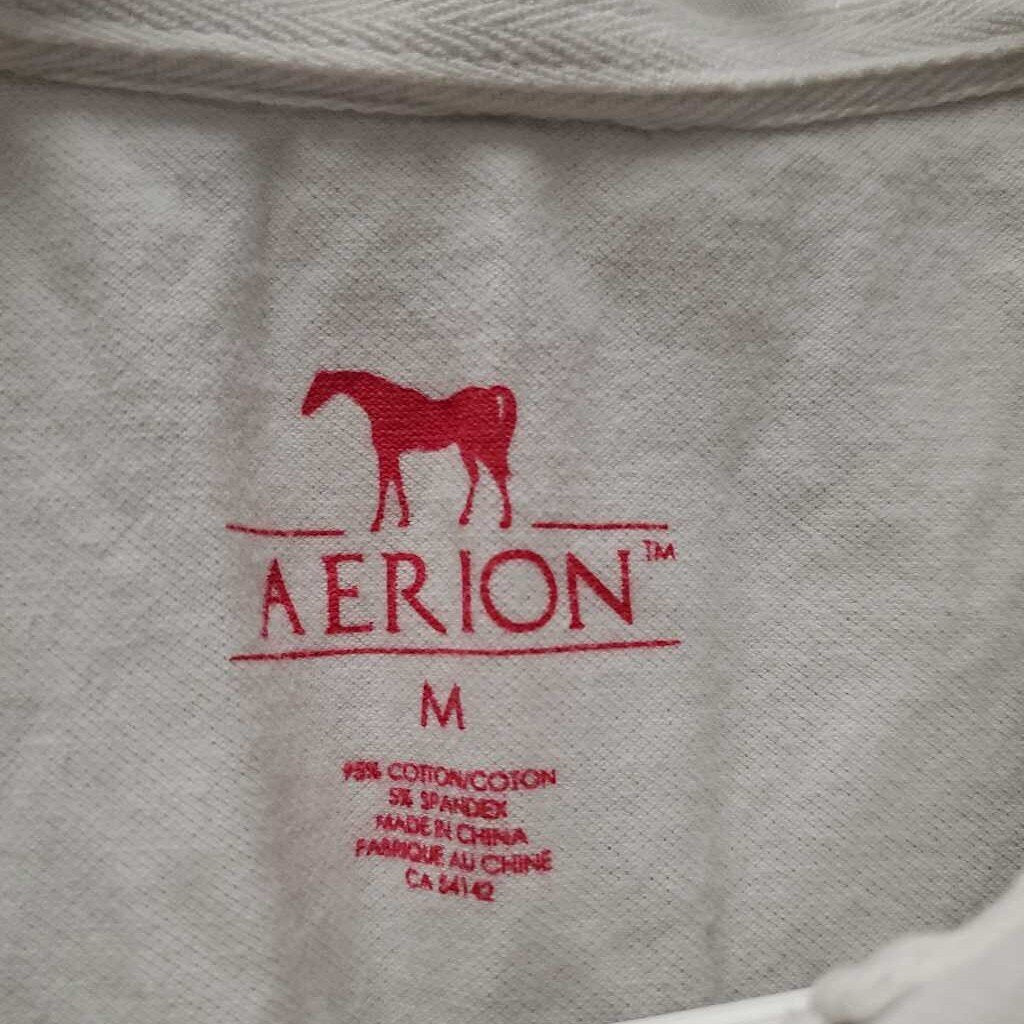 AERION™
M
95% COTTON/COTON
5% SPANDEX
MADE IN CHINA
FABRIQUE AU CHINE
CA 54142